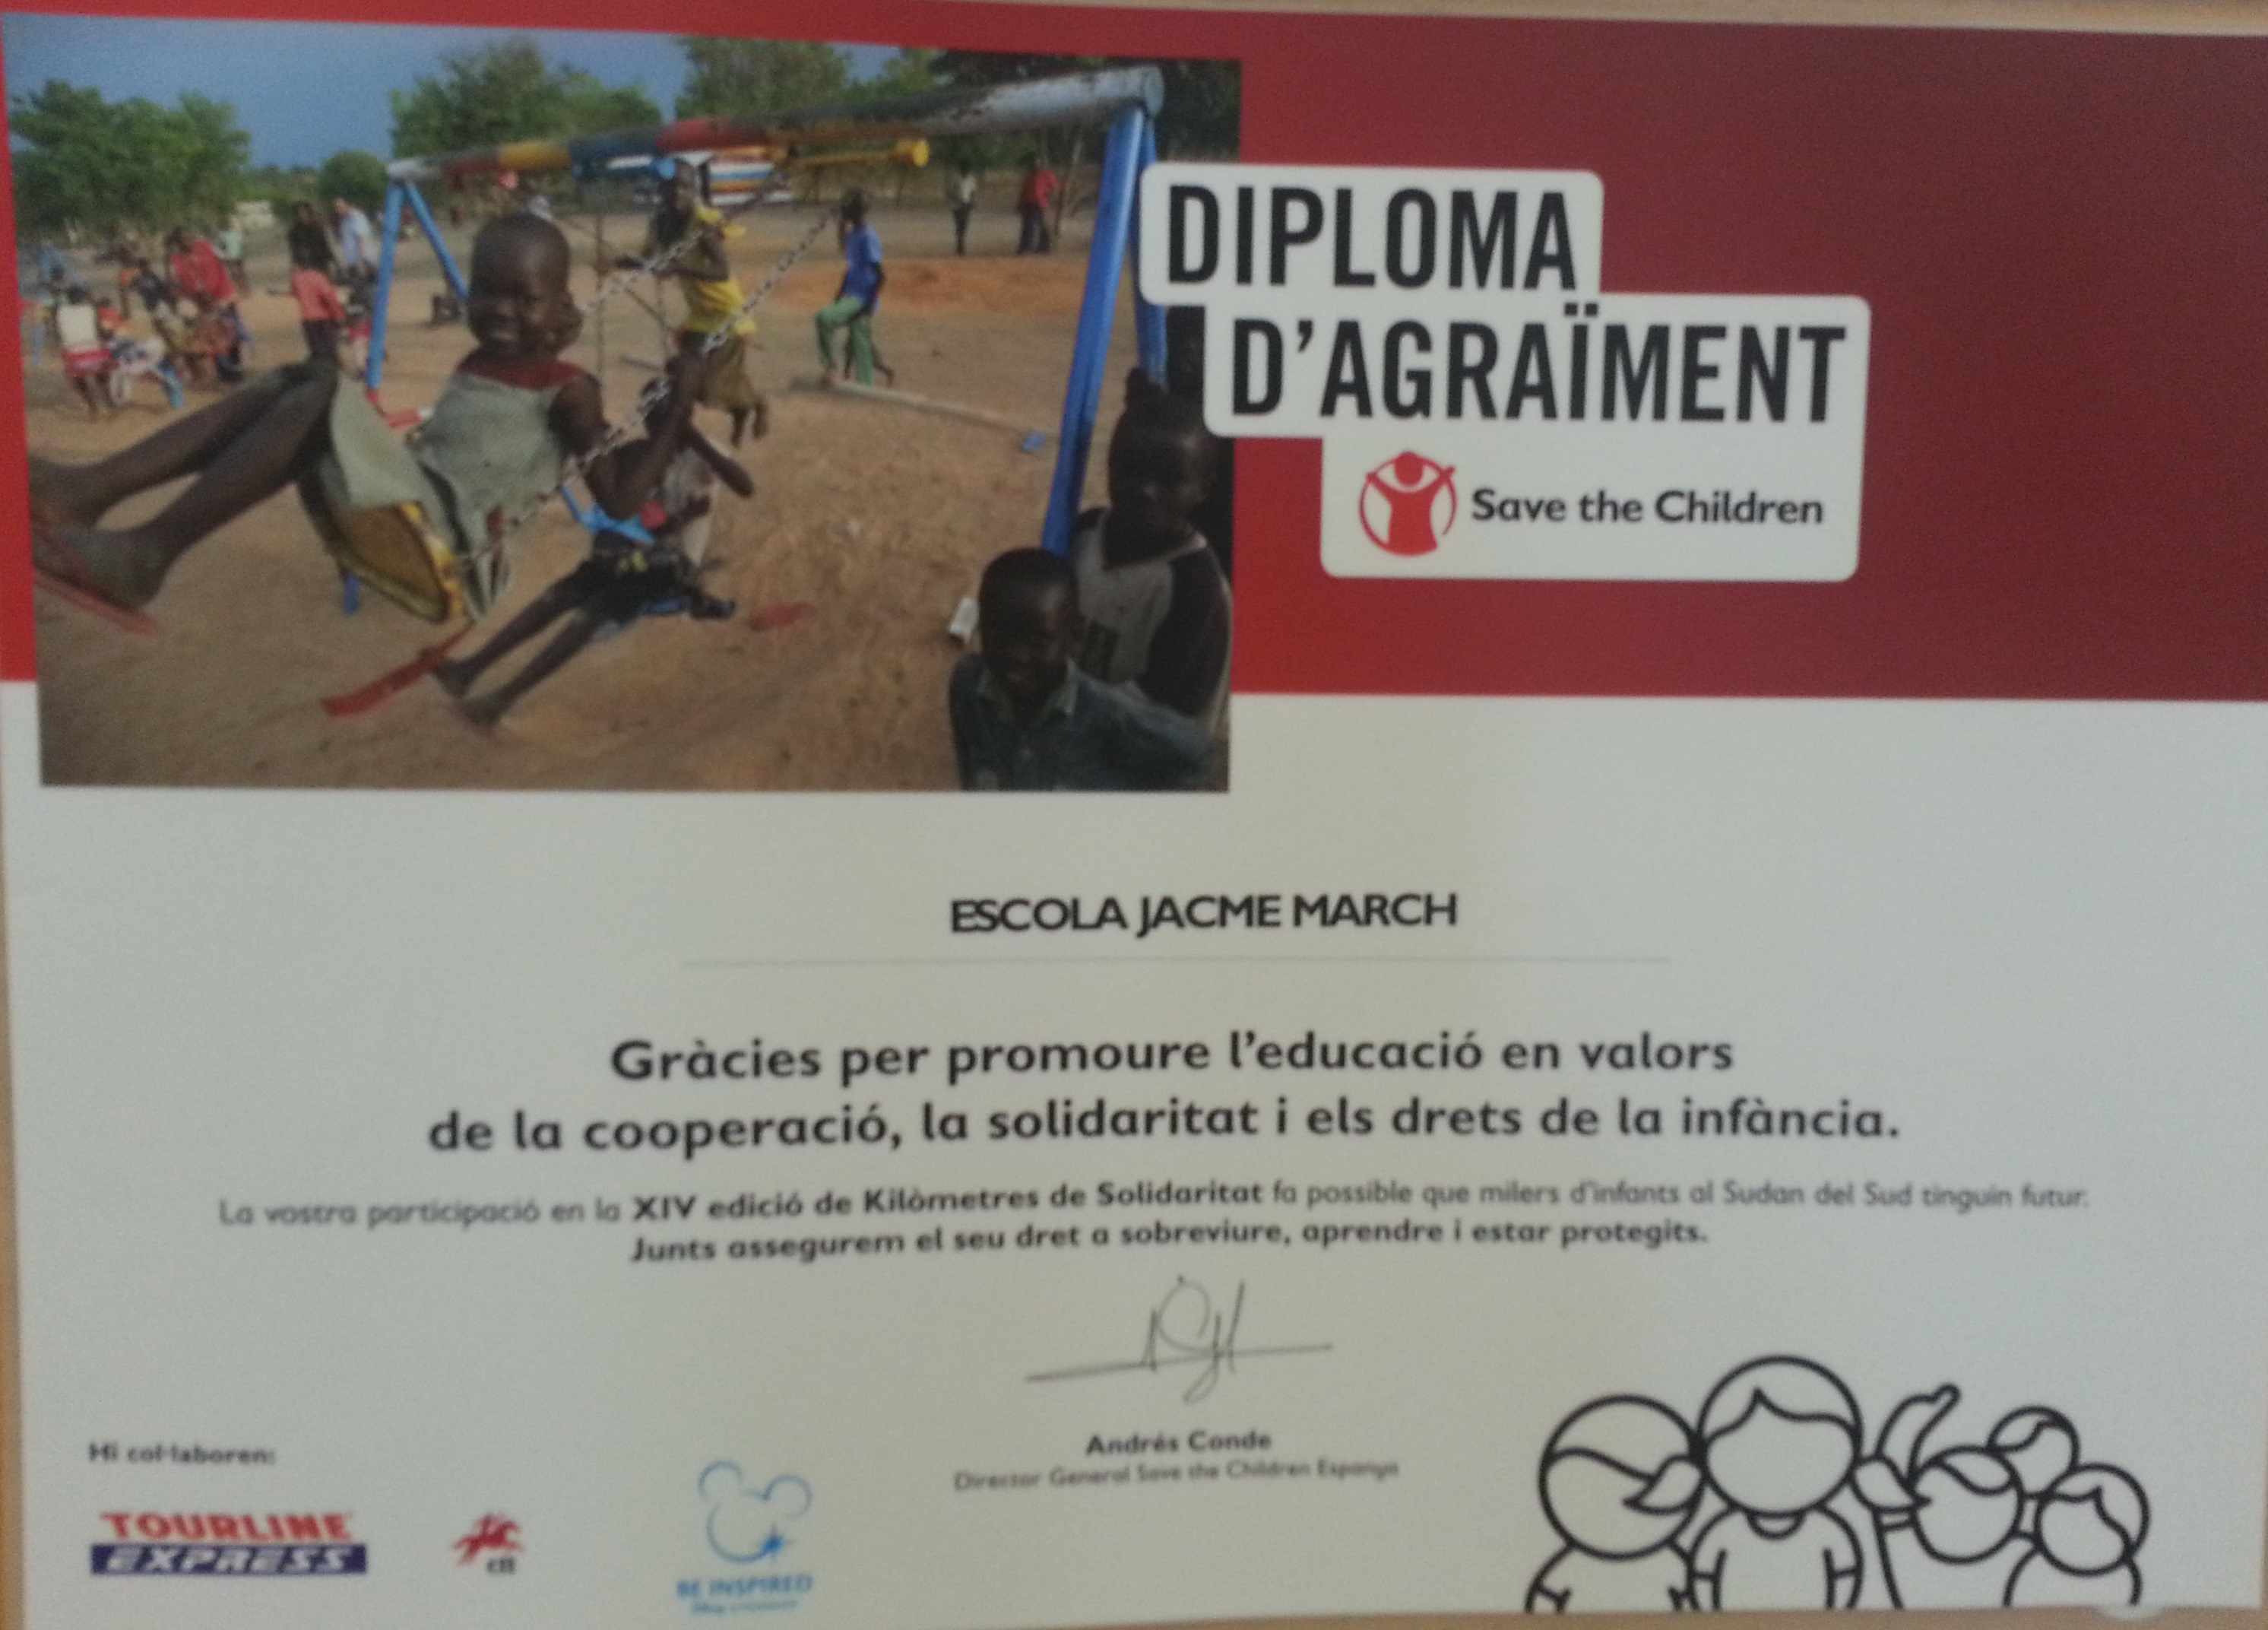 DIPLOMA
D'AGRAÏMENT
Save the Children
ESCOLA JACME MARCH
Gràcies per promoure l'educació en valors
de la cooperació, la solidaritat i els drets de la infància.
La vostra participació en la XIV edició de Kilòmetres de Solidaritat fa possible que milers d'infants al Sudan del Sud tinguin futur.
Junts assegurem el seu dret a sobreviure, aprendre i estar protegits.
Andrés Conde
Director General Save the Children Espanya
Hi col·laboren:
TOURLINE
EXPRESS
ctt
BE INSPIRED